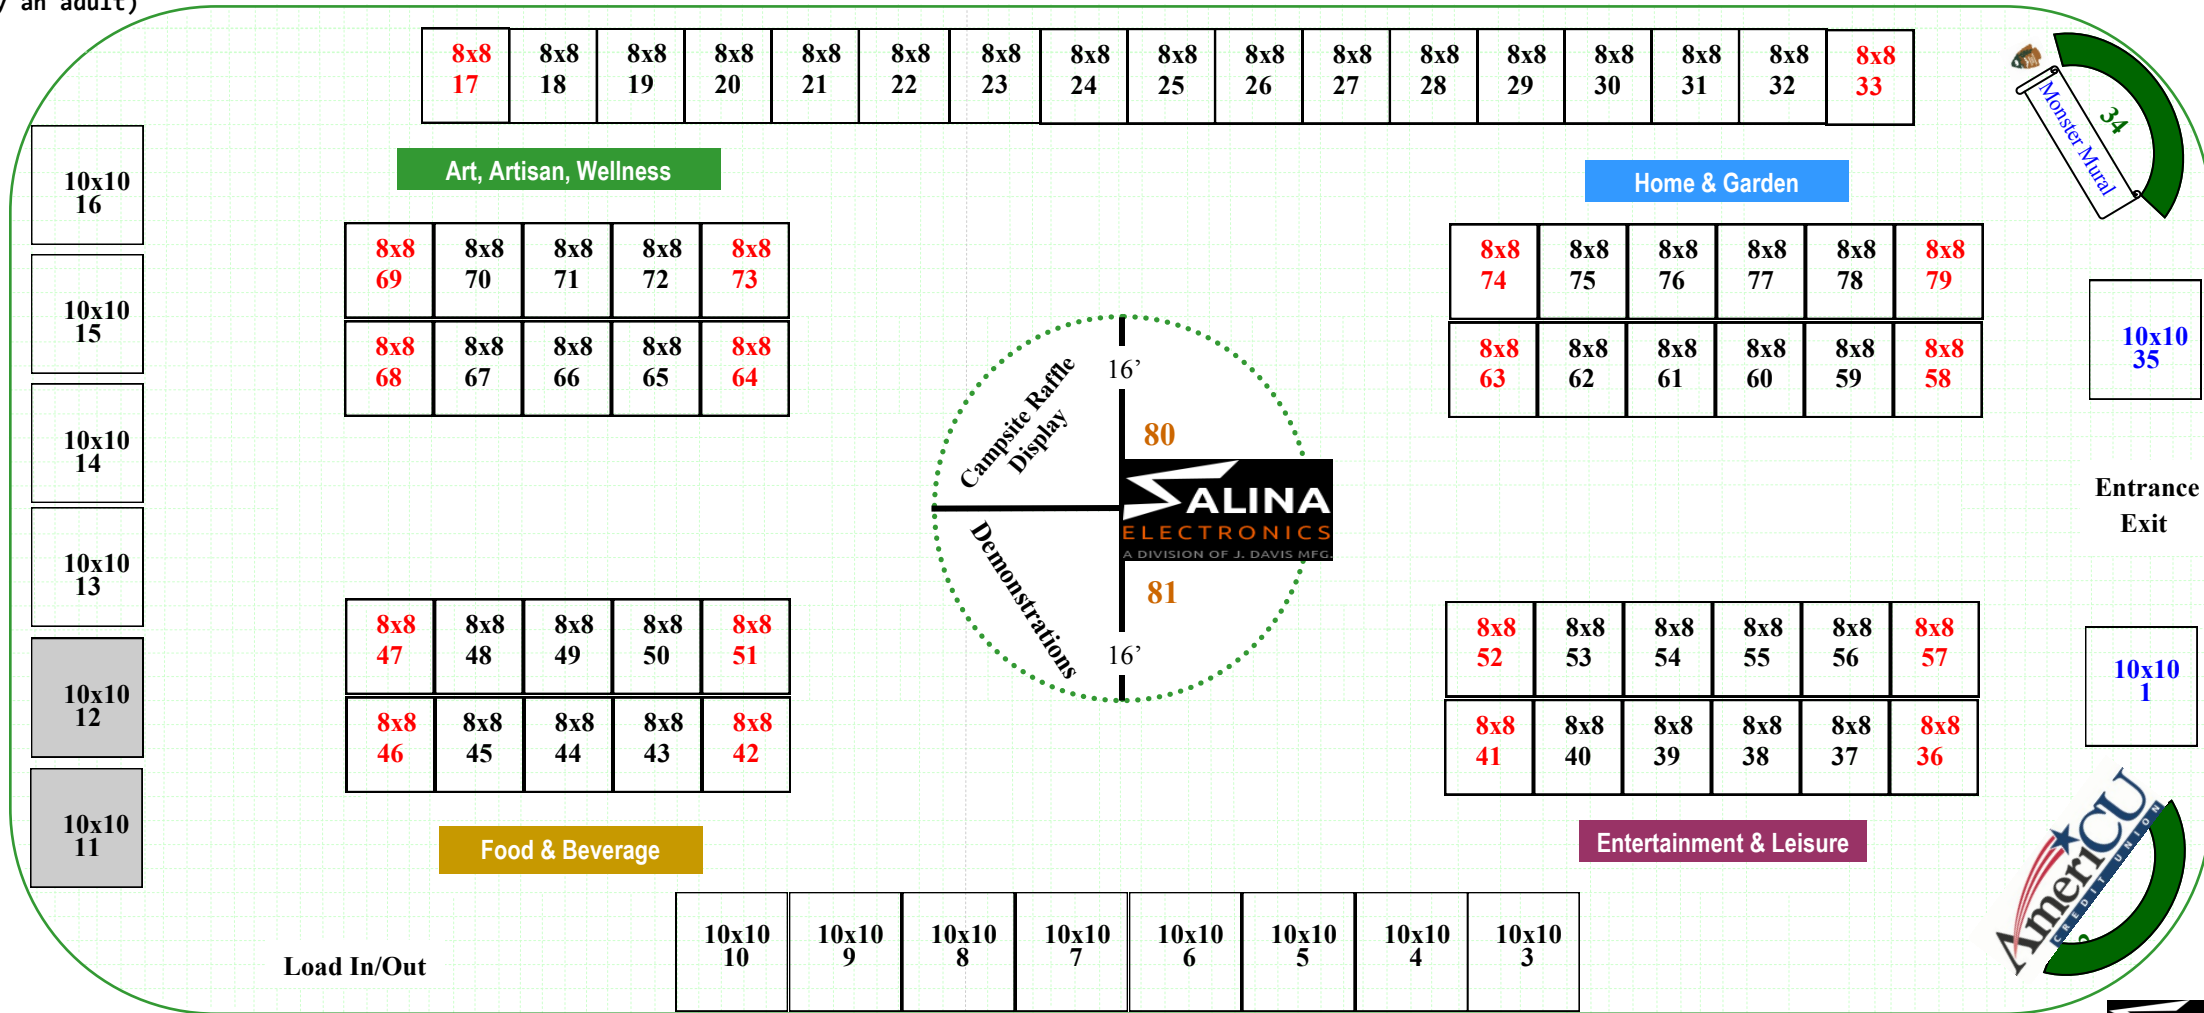 y an adult)
8x8 8x8 8x8 8x8 8x8 8x8 8x8 8x8 8x8 8x8 8x8 8x8 8x8 8x8 8x8 8x8 8x8
17 18 19 20 21 22 23 24 25 26 27 28 29 30 31 32 33
34
Monster Mural
Art, Artisan, Wellness
Home & Garden
10x10
16
10x10
15
10x10
14
10x10
13
10x10
12
10x10
11
8x8 8x8 8x8 8x8 8x8
69 70 71 72 73
8x8 8x8 8x8 8x8 8x8
68 67 66 65 64
8x8 8x8 8x8 8x8 8x8 8x8
74 75 76 77 78 79
8x8 8x8 8x8 8x8 8x8 8x8
63 62 61 60 59 58
10x10
35
16’
Campsite Raffle
Display
80
SALINA
ELECTRONICS
A DIVISION OF J. DAVIS MFG.
Demonstrations
81
16’
Entrance
Exit
8x8 8x8 8x8 8x8 8x8
47 48 49 50 51
8x8 8x8 8x8 8x8 8x8
46 45 44 43 42
8x8 8x8 8x8 8x8 8x8 8x8
52 53 54 55 56 57
8x8 8x8 8x8 8x8 8x8 8x8
41 40 39 38 37 36
10x10
1
Food & Beverage
Entertainment & Leisure
AmeriCU
CREDIT UNION
Load In/Out
10x10 10x10 10x10 10x10 10x10 10x10 10x10 10x10
10 9 8 7 6 5 4 3